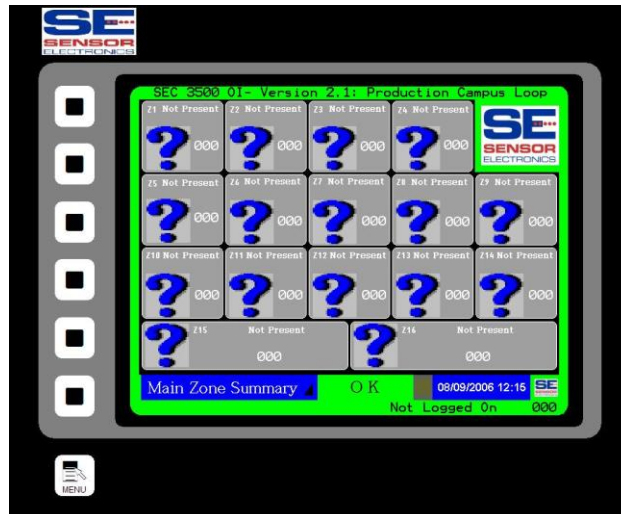 SE
SENSOR
ELECTRONICS
SEC 3500 OI- Version 2.1: Production Campus Loop
Z1 Not Present
000
Z2 Not Present
000
Z3 Not Present
000
Z4 Not Present
000
SE
SENSOR
ELECTRONICS
Z5 Not Present
000
Z6 Not Present
000
Z7 Not Present
000
Z8 Not Present
000
Z9 Not Present
000
Z10 Not Present
000
Z11 Not Present
000
Z12 Not Present
000
Z13 Not Present
000
Z14 Not Present
000
Z15 Not Present
000
Z16 Not Present
000
Main Zone Summary
OK
08/09/2006 12:15
SE
Not Logged On 000
MENU